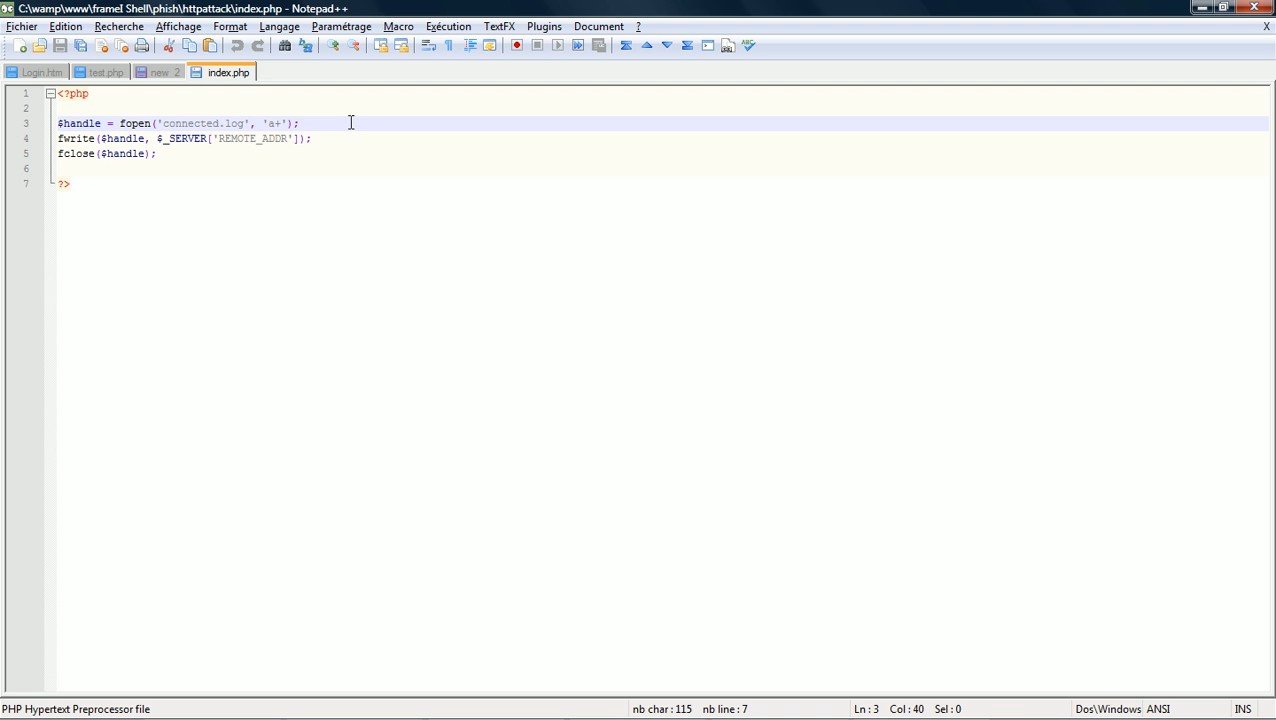 C:\wamp\www\frameI Shell\phish\httpattack\index.php - Notepad++
Fichier Edition Recherche Affichage Format Langage Paramétrage Macro Exécution TextFX Plugins Document ? X
Login.htm test.php new 2 index.php
1 <?php
2
3 $handle = fopen('connected.log', 'a+');
4 fwrite($handle, $_SERVER['REMOTE_ADDR']);
5 fclose($handle);
6
7 ?>
PHP Hypertext Preprocessor file nb char : 115 nb line : 7 Ln : 3 Col : 40 Sel : 0 Dos\Windows ANSI INS